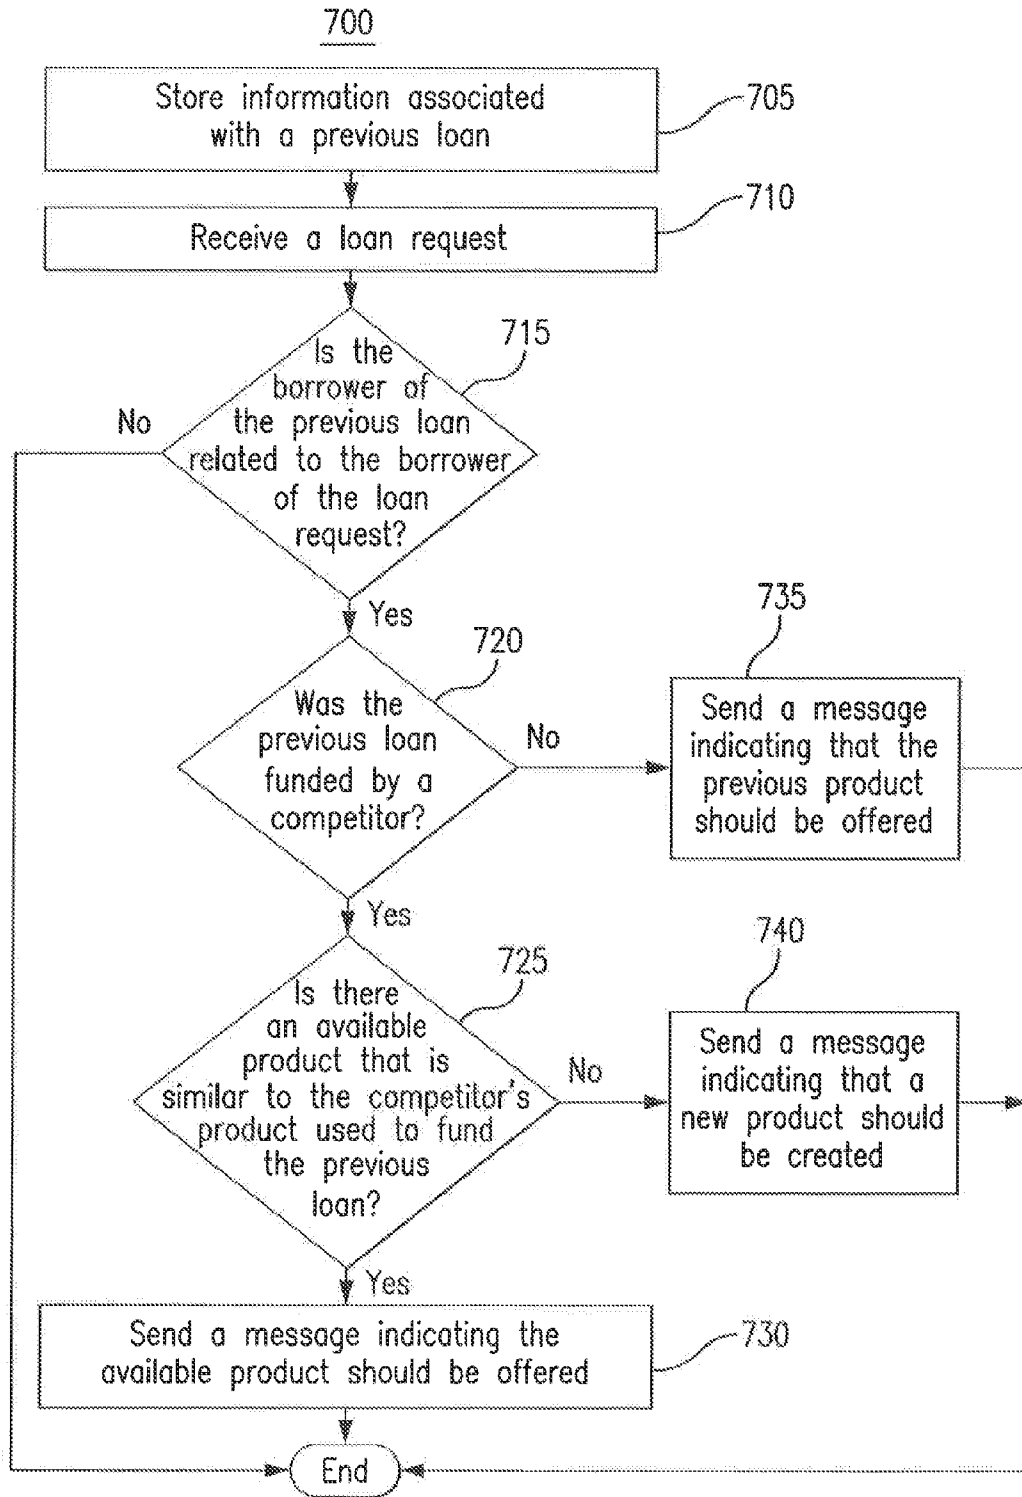 700
Store information associated
with a previous loan
705
Receive a loan request
710
Is the
borrower of
the previous loan
related to the borrower
of the loan
request?
715
No
Yes
Was the
previous loan
funded by a
competitor?
720
No
Send a message
indicating that the
previous product
should be offered
735
Yes
Is there
an available
product that is
similar to the competitor's
product used to fund
the previous
loan?
725
No
Send a message
indicating that a
new product should
be created
740
Yes
Send a message indicating the
available product should be offered
730
End